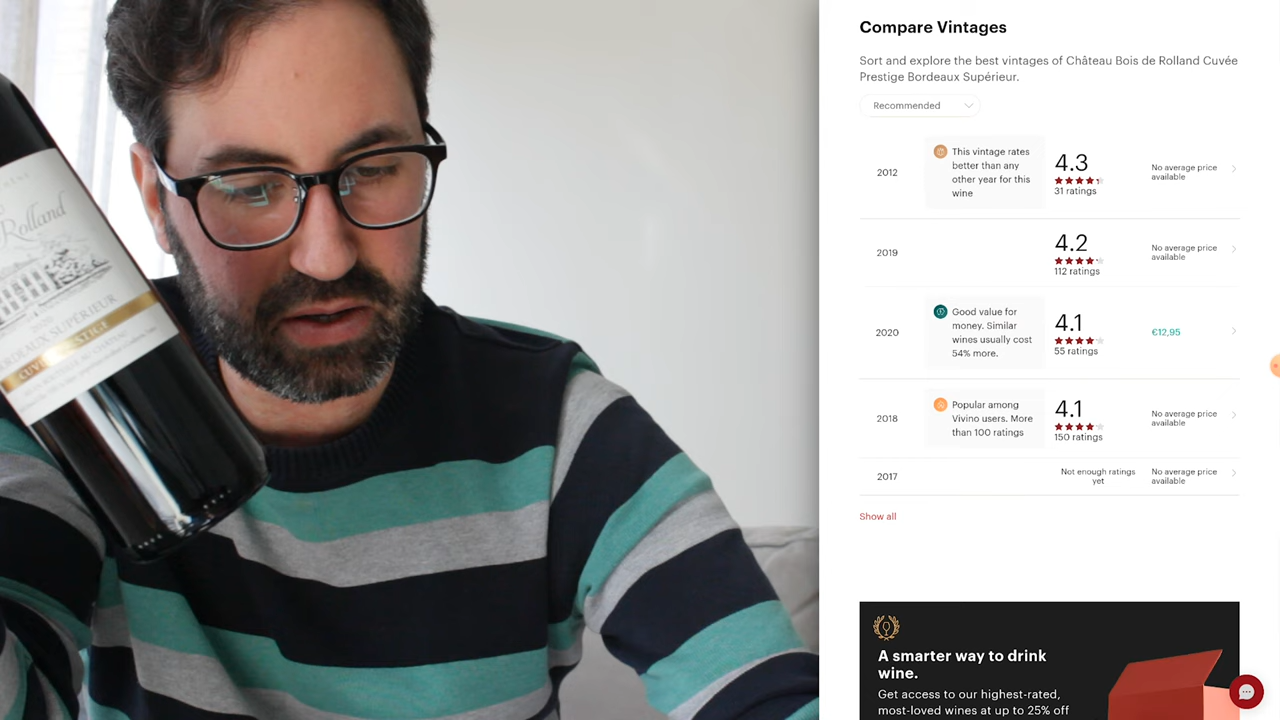 Rolland
BORDEAUX SUPÉRIEUR
CUVÉE PRESTIGE
Compare Vintages
Sort and explore the best vintages of Château Bois de Rolland Cuvée
Prestige Bordeaux Supérieur.
Recommended
2012
This vintage rates
better than any
other year for this
wine
4.3
31 ratings
No average price
available
2019
4.2
112 ratings
No average price
available
2020
Good value for
money. Similar
wines usually cost
54% more.
4.1
55 ratings
€12,95
2018
Popular among
Vivino users. More
than 100 ratings
4.1
150 ratings
No average price
available
2017
Not enough ratings
yet
No average price
available
Show all
A smarter way to drink
wine.
Get access to our highest-rated,
most-loved wines at up to 25% off